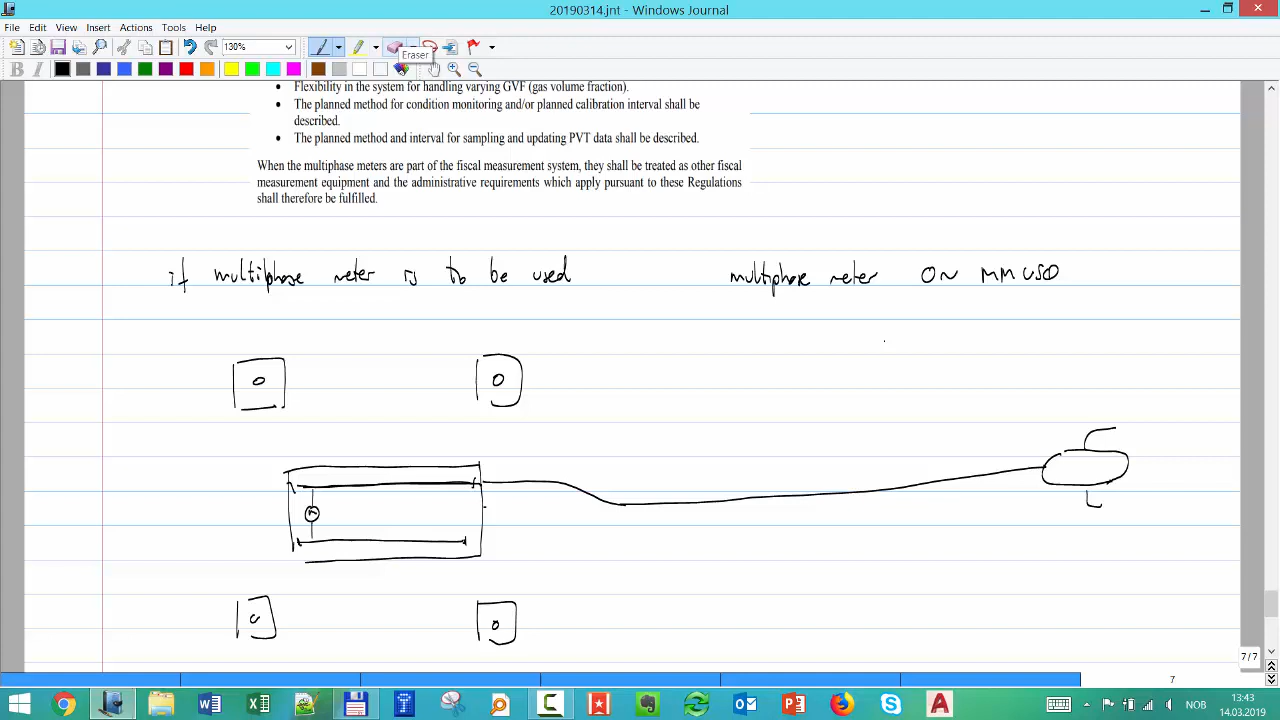 20190314.jnt - Windows Journal
File Edit View Insert Actions Tools Help
130%
Eraser
B I
• Flexibility in the system for handling varying GVF (gas volume fraction).
• The planned method for condition monitoring and/or planned calibration interval shall be
described.
• The planned method and interval for sampling and updating PVT data shall be described.
When the multiphase meters are part of the fiscal measurement system, they shall be treated as other fiscal
measurement equipment and the administrative requirements which apply pursuant to these Regulations
shall therefore be fulfilled.
if multiphase meter is to be used multiphase meter ON MM USD
7/7
7
NOB
13:43
14.03.2019